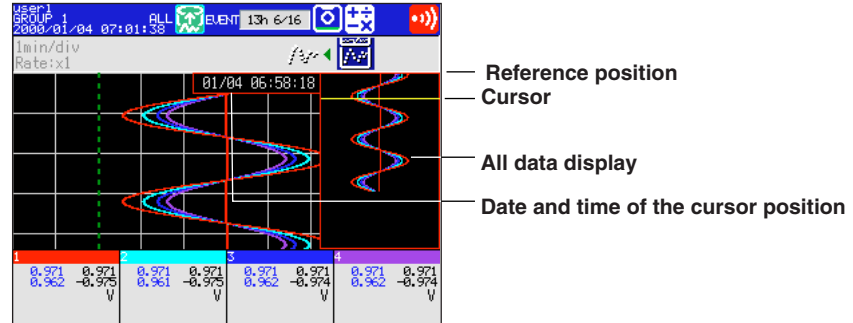 user1
GROUP 1 ALL EVENT 13h 6/16
2000/01/04 07:01:38
1min/div
Rate:x1
01/04 06:58:18
Reference position
Cursor
All data display
Date and time of the cursor position
1 2 3 4
0.971 0.971 0.971 0.971 0.971 0.971 0.971 0.971
0.962 -0.975 0.961 -0.975 0.962 -0.974 0.962 -0.974
V V V V